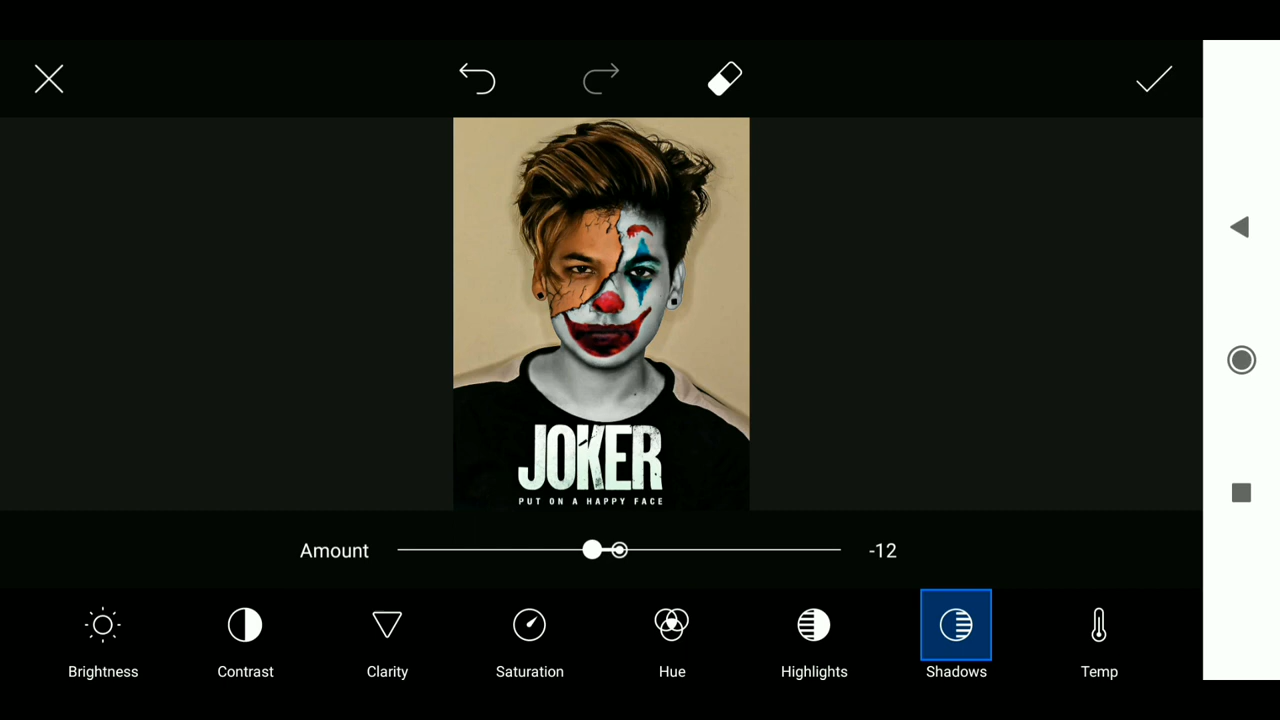 JOKER
PUT ON A HAPPY FACE
Amount
-12
Brightness
Contrast
Clarity
Saturation
Hue
Highlights
Shadows
Temp